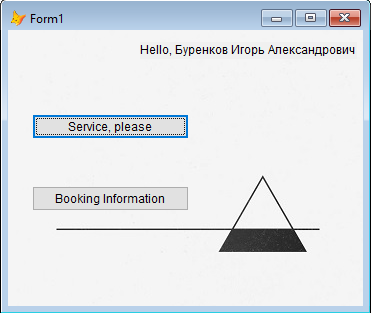 Form1
Hello, Буренков Игорь Александрович
Service, please
Booking Information